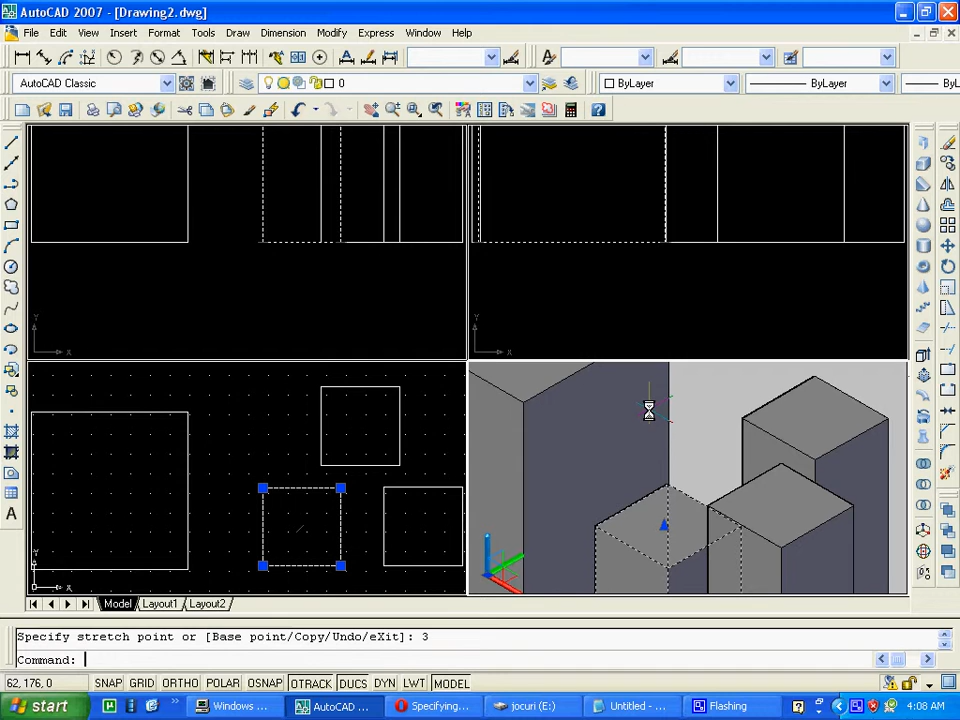 AutoCAD 2007 - [Drawing2.dwg]
File Edit View Insert Format Tools Draw Dimension Modify Express Window Help
AutoCAD Classic 0 ByLayer ByLayer ByL
Y X
Y X
Y X
Model Layout1 Layout2
Specify stretch point or [Base point/Copy/Undo/eXit]: 3
Command:
62, 176, 0 SNAP GRID ORTHO POLAR OSNAP OTRACK DUCS DYN LWT MODEL
start Windows ... AutoCAD ... Specifying... jocuri (E:) Untitled - ... Flashing 4:08 AM